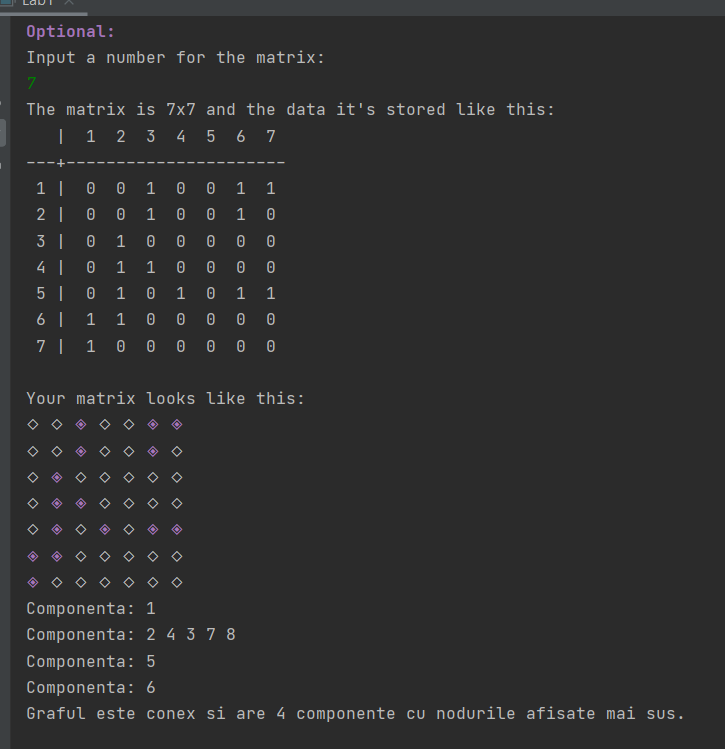 Lab1 ×
Optional:
Input a number for the matrix:
7
The matrix is 7x7 and the data it's stored like this:
   |  1  2  3  4  5  6  7
---+----------------------
 1 |  0  0  1  0  0  1  1
 2 |  0  0  1  0  0  1  0
 3 |  0  1  0  0  0  0  0
 4 |  0  1  1  0  0  0  0
 5 |  0  1  0  1  0  1  1
 6 |  1  1  0  0  0  0  0
 7 |  1  0  0  0  0  0  0
Your matrix looks like this:
◇ ◇ ◈ ◇ ◇ ◈ ◈
◇ ◇ ◈ ◇ ◇ ◈ ◇
◇ ◈ ◇ ◇ ◇ ◇ ◇
◇ ◈ ◈ ◇ ◇ ◇ ◇
◇ ◈ ◇ ◈ ◇ ◈ ◈
◈ ◈ ◇ ◇ ◇ ◇ ◇
◈ ◇ ◇ ◇ ◇ ◇ ◇
Componenta: 1
Componenta: 2 4 3 7 8
Componenta: 5
Componenta: 6
Graful este conex si are 4 componente cu nodurile afisate mai sus.